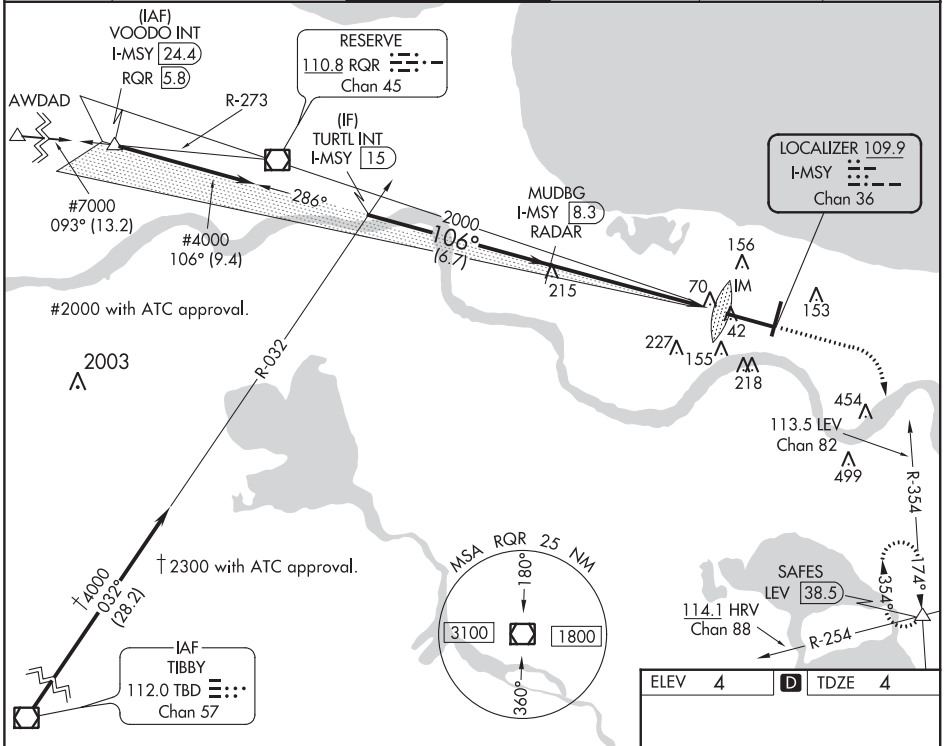 (IAF)
VOODO INT
I-MSY 24.4
RQR 5.8
RESERVE
110.8 RQR
Chan 45
AWDAD
R-273
(IF)
TURTL INT
I-MSY 15
LOCALIZER 109.9
I-MSY
Chan 36
#7000
093° (13.2)
#4000
106° (9.4)
286°
2000
106°
(6.7)
MUDBG
I-MSY 8.3
RADAR
215
156
70
IM
42
153
227
155
218
#2000 with ATC approval.
2003
R-032
454
113.5 LEV
Chan 82
499
R-354
†4000
032°
(28.2)
†2300 with ATC approval.
MSA RQR 25 NM
180°
3100
1800
360°
SAFES
LEV 38.5
354°
174°
114.1 HRV
Chan 88
R-254
IAF
TIBBY
112.0 TBD
Chan 57
ELEV 4
D
TDZE 4